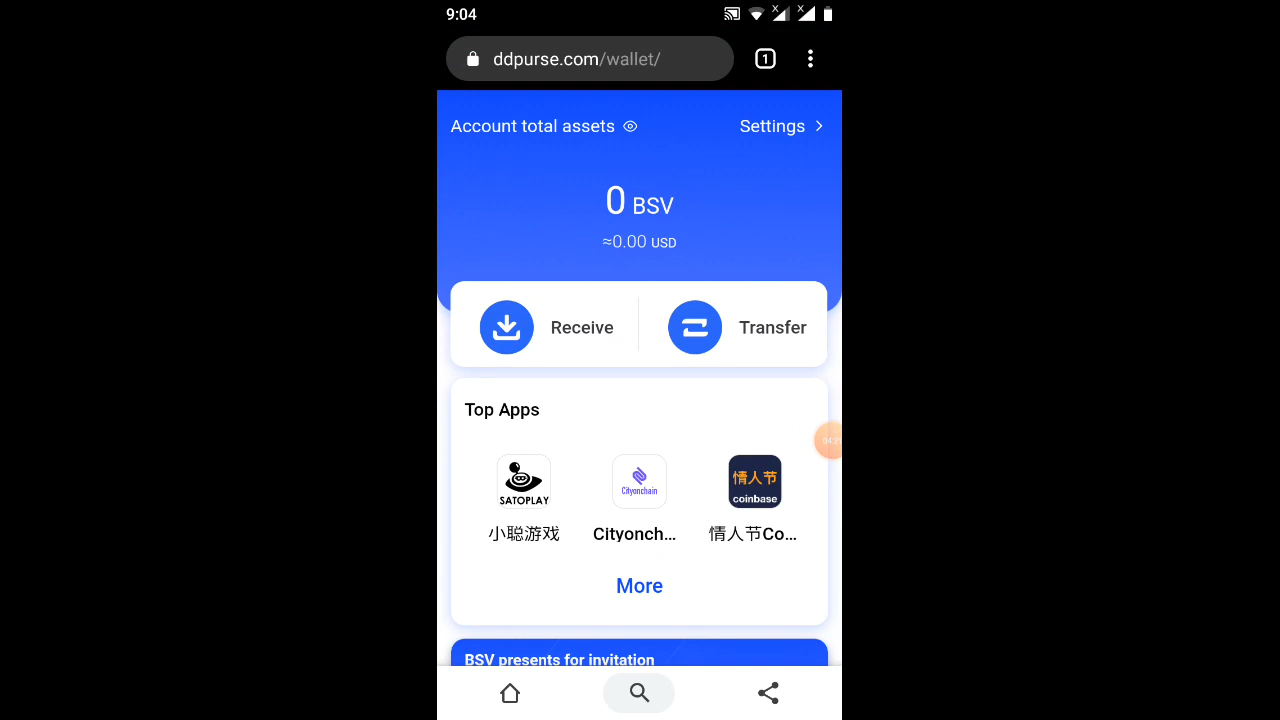 9:04
ddpurse.com/wallet/
1
Account total assets
Settings
0 BSV
≈0.00 USD
Receive
Transfer
Top Apps
SATOPLAY
Cityonchain
情人节
coinbase
小聪游戏
Cityonch...
情人节Co...
More
BSV presents for invitation